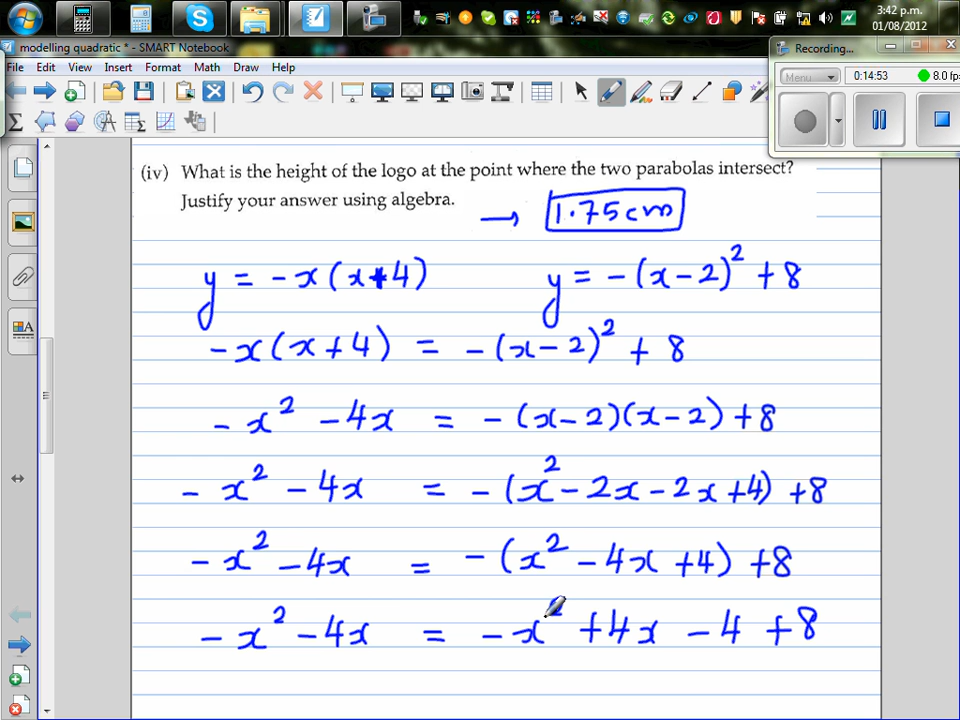 3:42 p.m.
01/08/2012
modelling quadratic * - SMART Notebook
Recording...
File Edit View Insert Format Math Draw Help
Menu 0:14:53 8.0 fp
(iv) What is the height of the logo at the point where the two parabolas intersect?
Justify your answer using algebra. → 1.75cm
y = -x(x+4) y = -(x-2)² +8
-x(x+4) = -(x-2)² + 8
-x² -4x = -(x-2)(x-2)+8
-x² -4x = -(x²-2x-2x+4)+8
-x² -4x = -(x²-4x+4)+8
-x² -4x = -x² +4x -4 +8